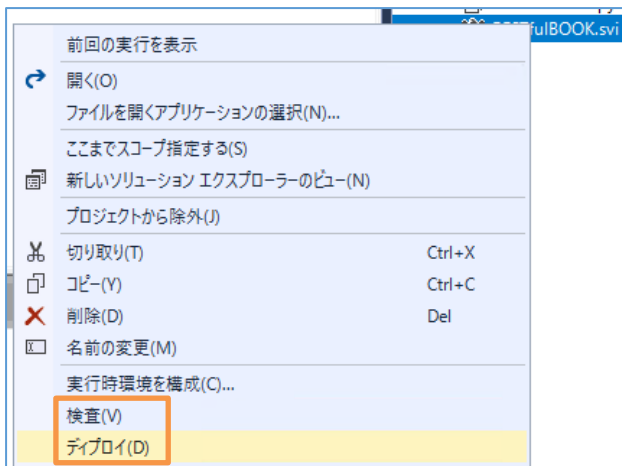 fulBOOK.svi
前回の実行を表示
開く(O)
ファイルを開くアプリケーションの選択(N)...
ここまでスコープ指定する(S)
新しいソリューション エクスプローラーのビュー(N)
プロジェクトから除外(J)
切り取り(T) Ctrl+X
コピー(Y) Ctrl+C
削除(D) Del
名前の変更(M)
実行時環境を構成(C)...
検査(V)
ディプロイ(D)